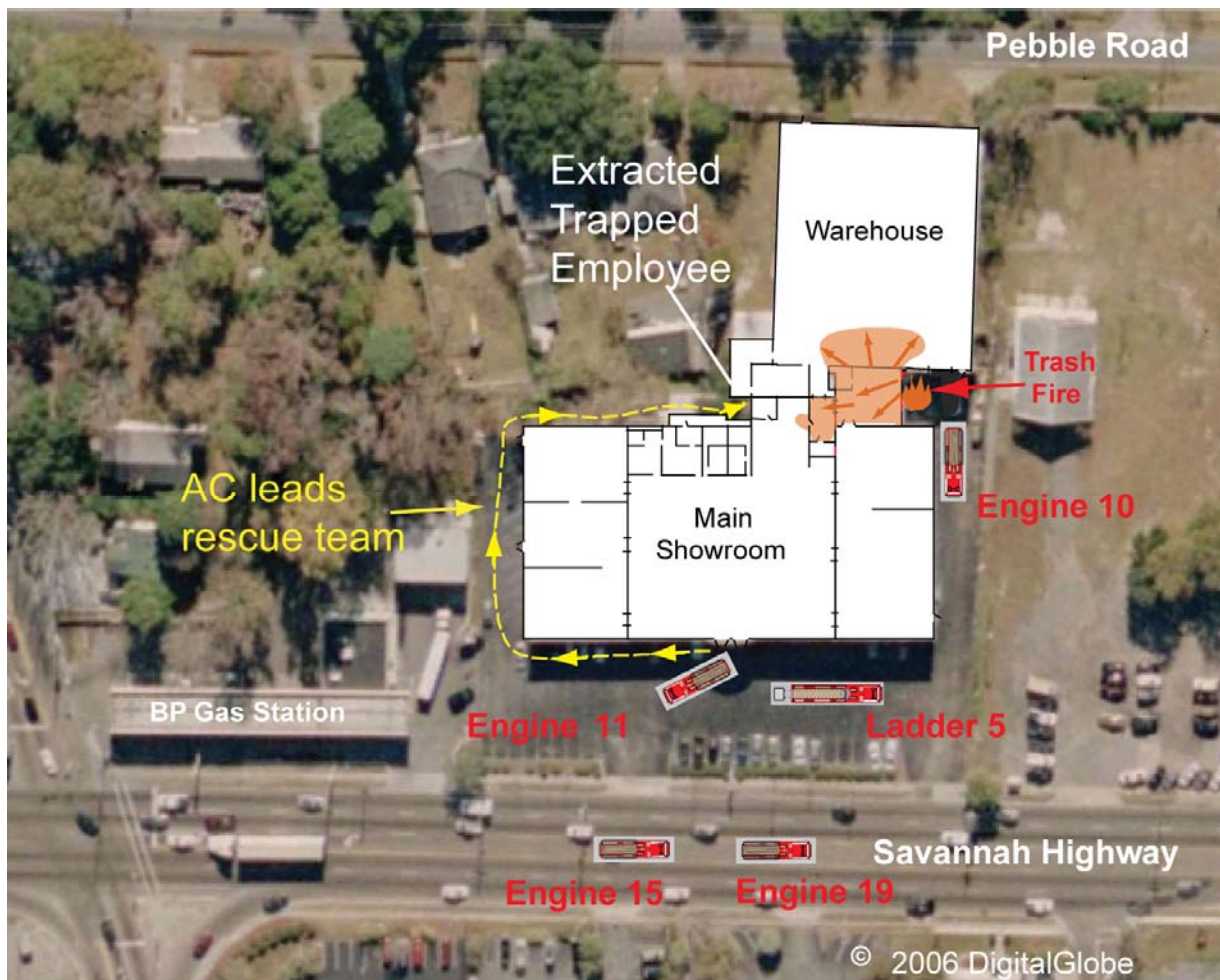 Pebble Road
Extracted
Trapped
Employee
Warehouse
Trash
Fire
AC leads
rescue team
Main
Showroom
Engine 10
BP Gas Station
Engine 11
Ladder 5
Savannah Highway
Engine 15
Engine 19
© 2006 DigitalGlobe